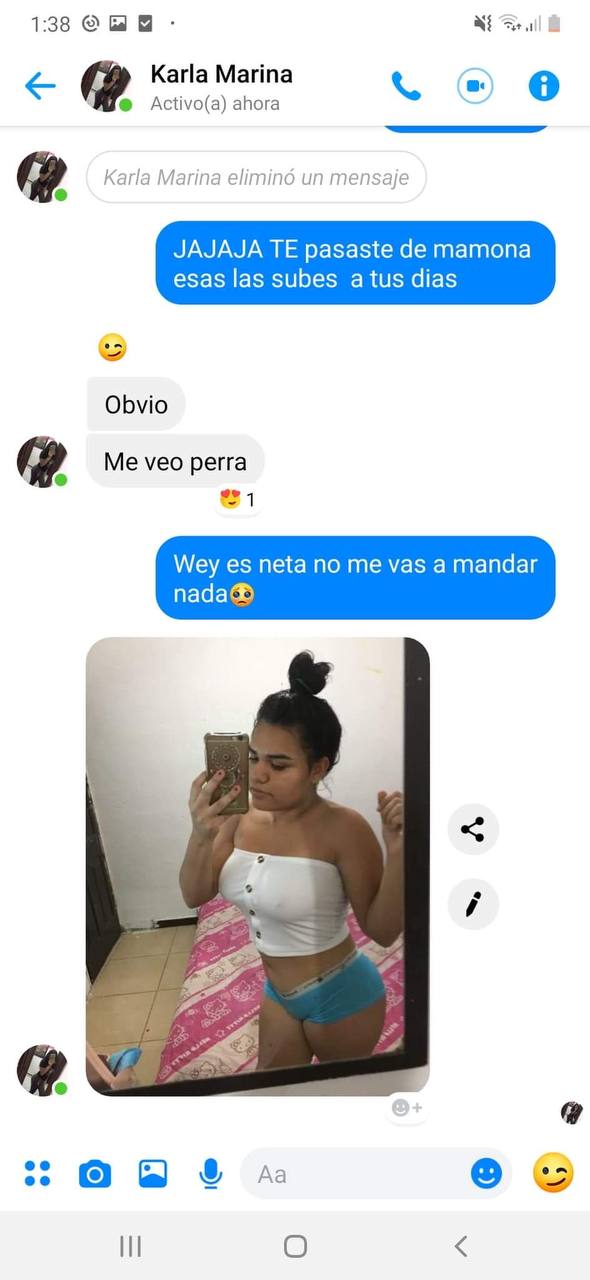 1:38
Karla Marina
Activo(a) ahora
Karla Marina eliminó un mensaje
JAJAJA TE pasaste de mamona
esas las subes a tus dias
😉
Obvio
Me veo perra
😍 1
Wey es neta no me vas a mandar
nada🥺
Aa